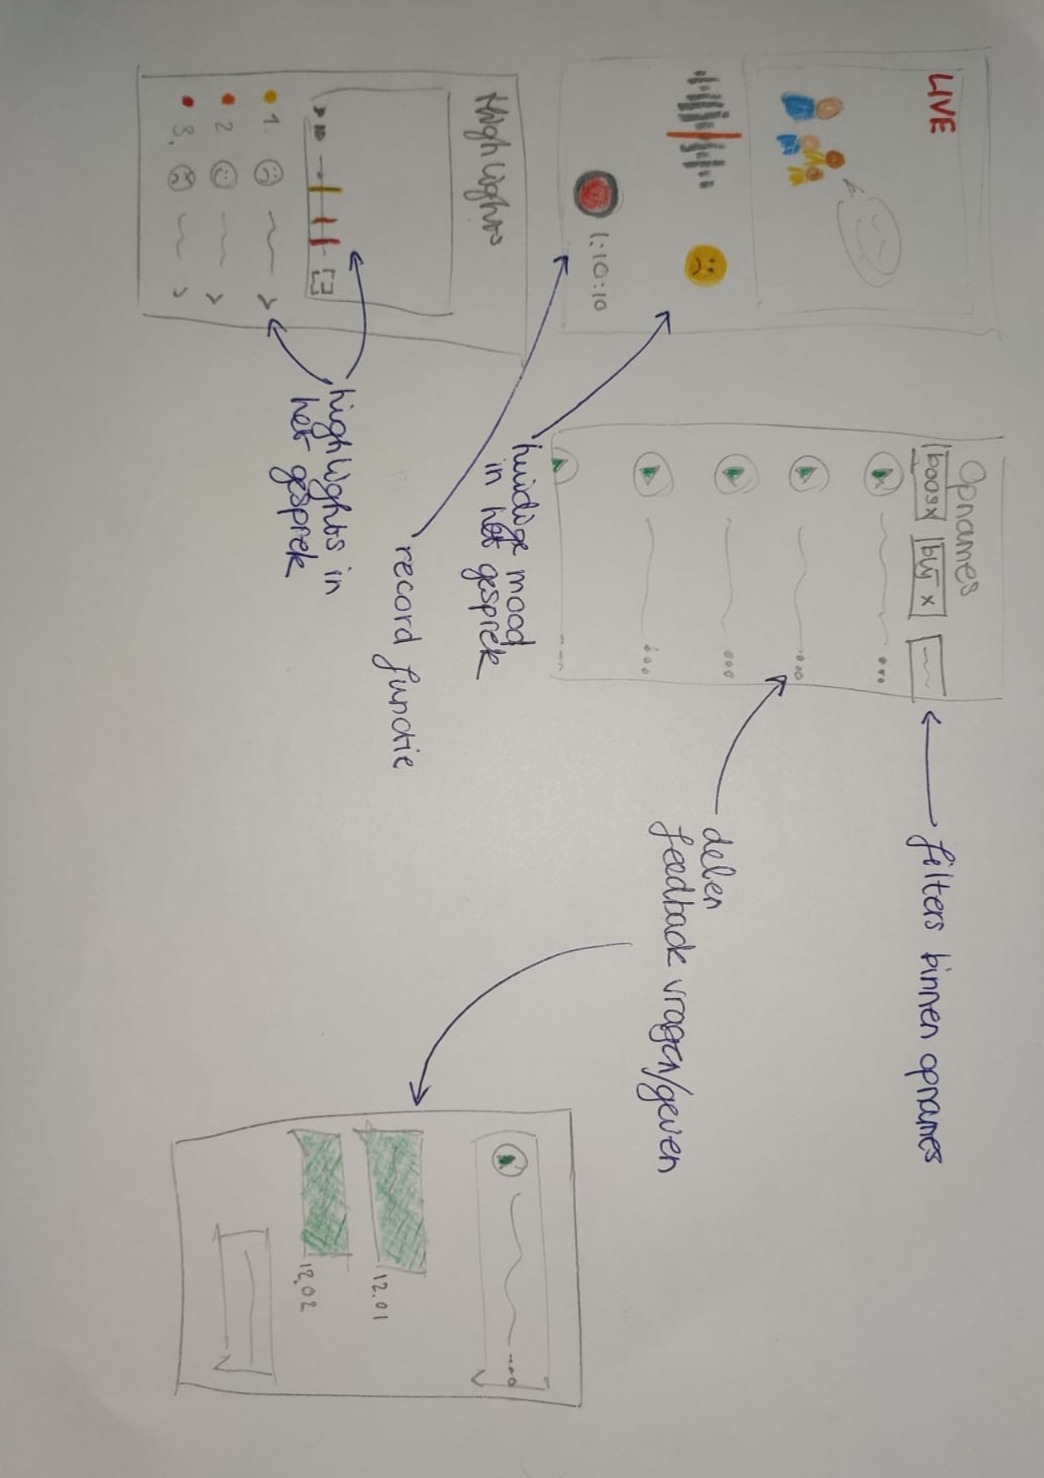 LIVE
1:10:10
Highlights
1.
2
3.
highlights in
het gesprek
record functie
huidige mood
in het gesprek
Opnames
boos x
blij x
filters binnen opnames
delen
feedback vragen/geven
12.01
12.02